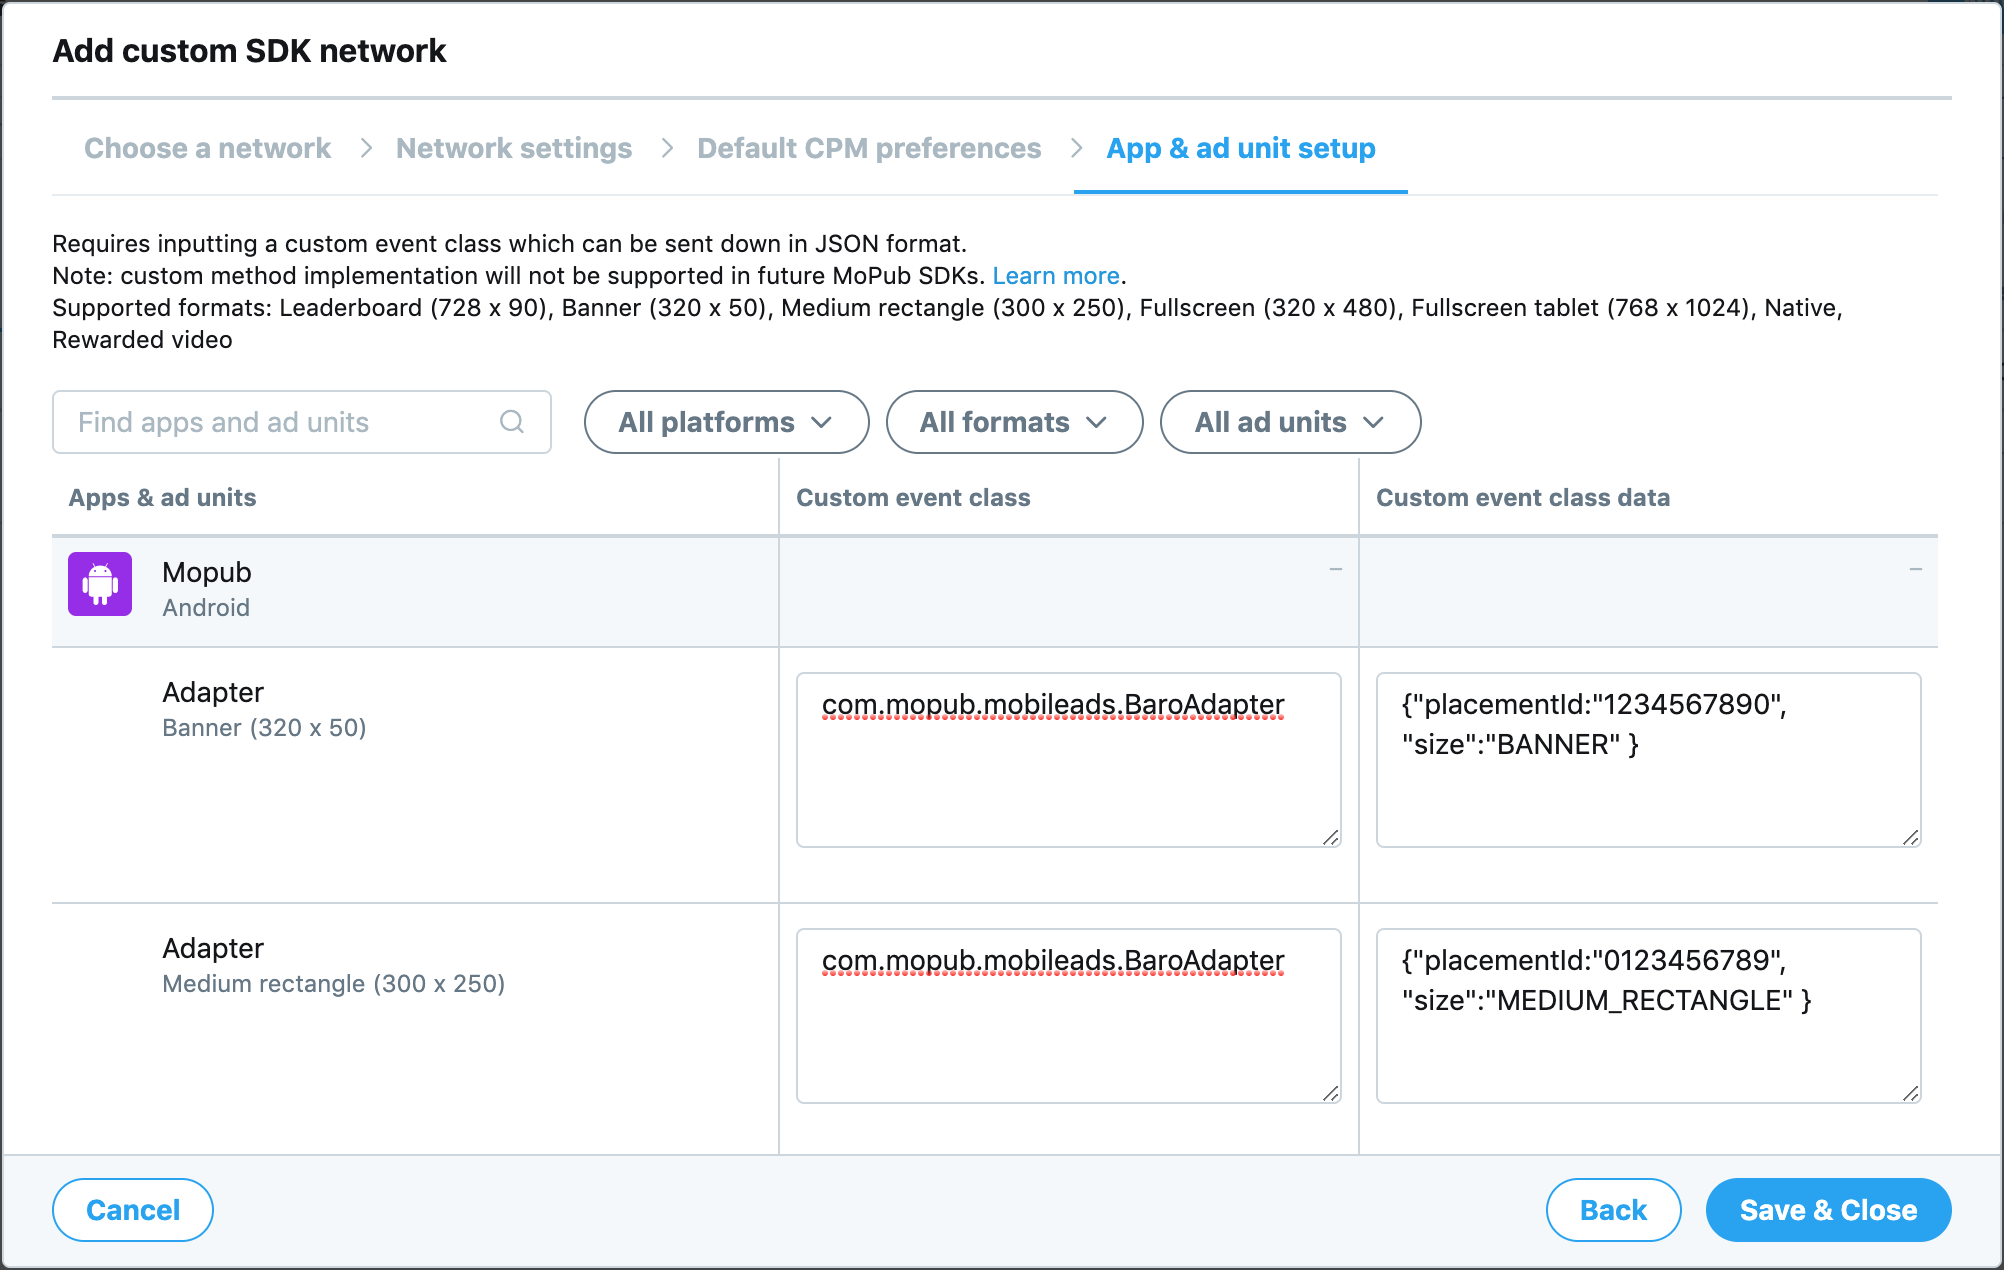 Add custom SDK network
Choose a network > Network settings > Default CPM preferences > App & ad unit setup
Requires inputting a custom event class which can be sent down in JSON format.
Note: custom method implementation will not be supported in future MoPub SDKs. Learn more.
Supported formats: Leaderboard (728 x 90), Banner (320 x 50), Medium rectangle (300 x 250), Fullscreen (320 x 480), Fullscreen tablet (768 x 1024), Native,
Rewarded video
Find apps and ad units All platforms All formats All ad units
Apps & ad units Custom event class Custom event class data
Mopub – –
Android
Adapter com.mopub.mobileads.BaroAdapter {"placementId:"1234567890",
Banner (320 x 50) "size":"BANNER" }
Adapter com.mopub.mobileads.BaroAdapter {"placementId:"0123456789",
Medium rectangle (300 x 250) "size":"MEDIUM_RECTANGLE" }
Cancel Back Save & Close